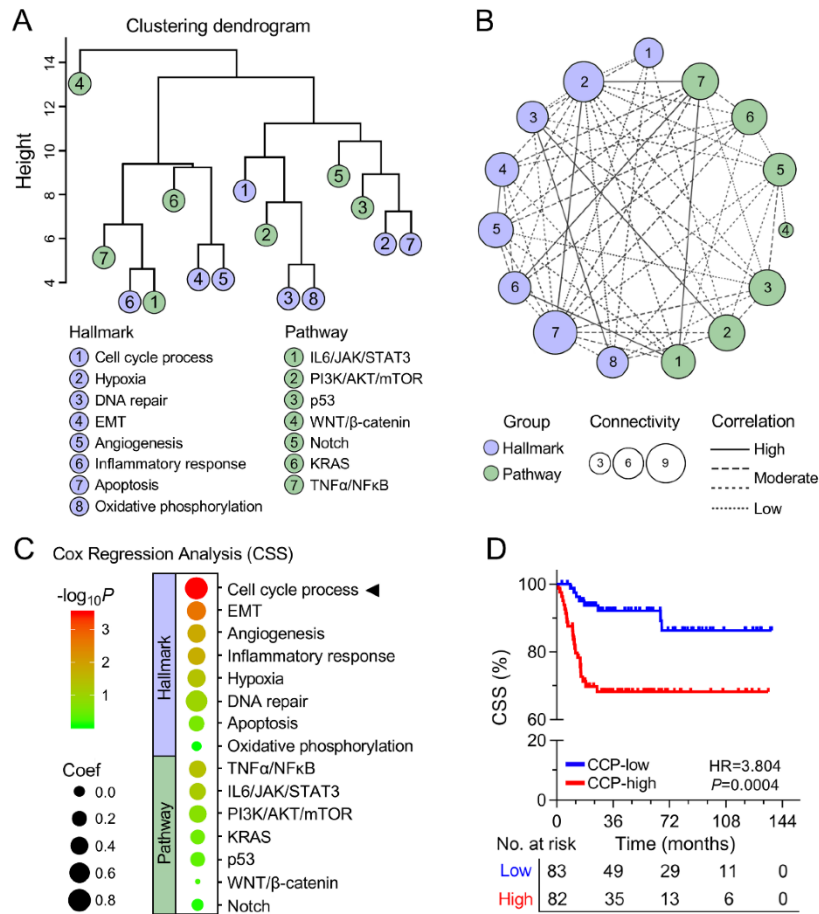 A
Clustering dendrogram
Height
14
12
10
8
6
4
4
6
1
5
7
2
3
6
1
4
5
3
8
2
7
Hallmark
1 Cell cycle process
2 Hypoxia
3 DNA repair
4 EMT
5 Angiogenesis
6 Inflammatory response
7 Apoptosis
8 Oxidative phosphorylation
Pathway
1 IL6/JAK/STAT3
2 PI3K/AKT/mTOR
3 p53
4 WNT/β-catenin
5 Notch
6 KRAS
7 TNFα/NFκB
B
1
2
7
3
6
4
5
5
4
6
3
7
2
8
1
Group
Hallmark
Pathway
Connectivity
3 6 9
Correlation
High
Moderate
Low
C Cox Regression Analysis (CSS)
-log10P
3
2
1
Coef
0.0
0.2
0.4
0.6
0.8
Hallmark
Cell cycle process
EMT
Angiogenesis
Inflammatory response
Hypoxia
DNA repair
Apoptosis
Oxidative phosphorylation
Pathway
TNFα/NFκB
IL6/JAK/STAT3
PI3K/AKT/mTOR
KRAS
p53
WNT/β-catenin
Notch
D
CSS (%)
100
80
60
20
0
CCP-low
CCP-high
HR=3.804
P=0.0004
0 36 72 108 144
No. at risk Time (months)
Low 83 49 29 11 0
High 82 35 13 6 0